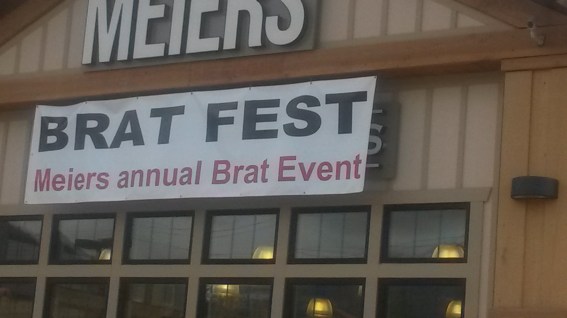 MEIERS
BRAT FEST
Meiers annual Brat Event